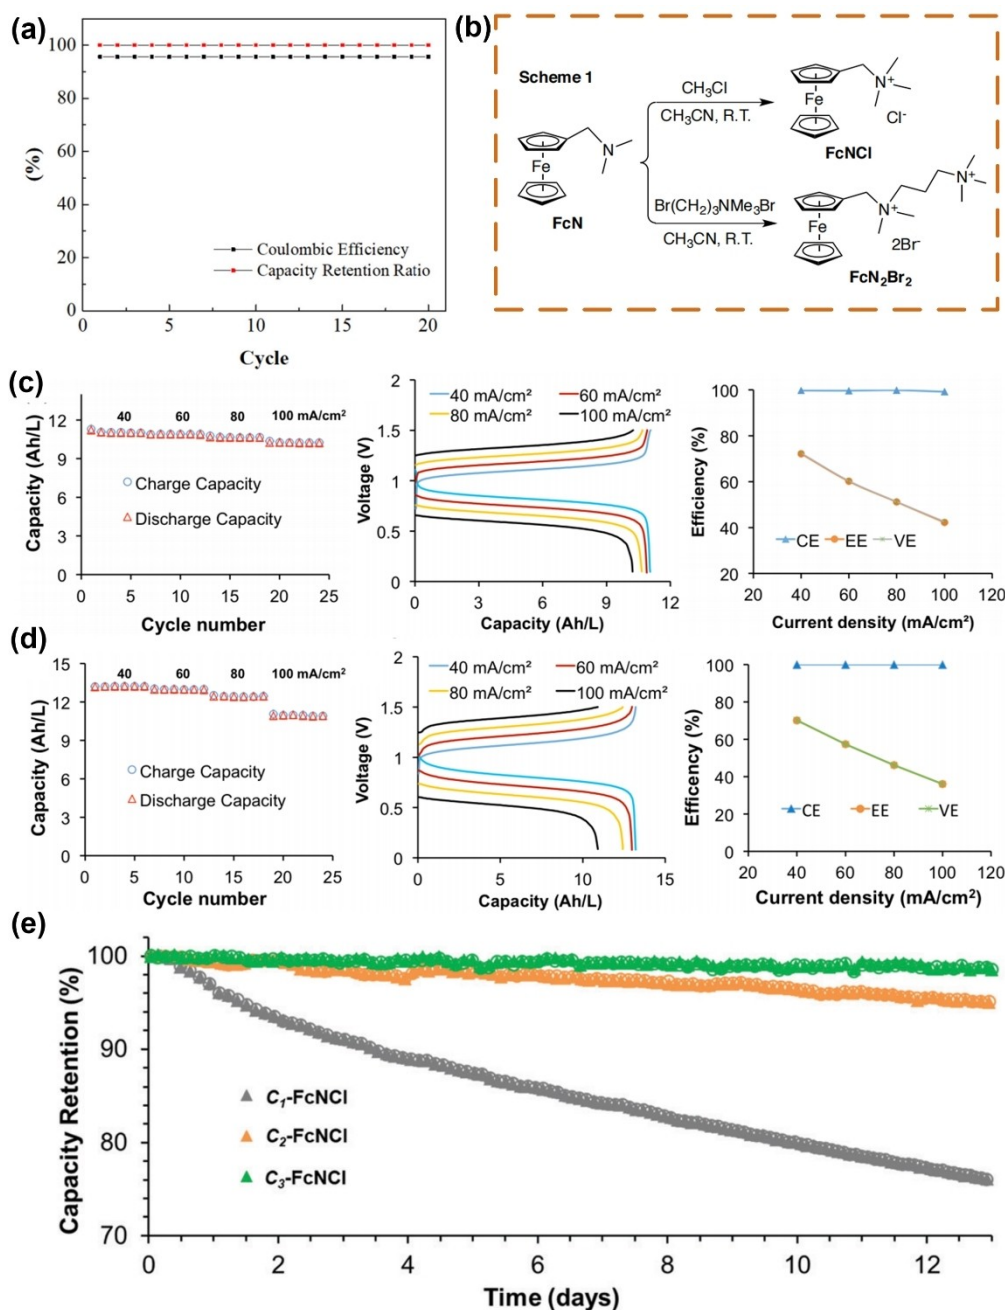 (a)
100
80
60
40
20
0
(%)
Coulombic Efficiency
Capacity Retention Ratio
0 5 10 15 20
Cycle
(b)
Scheme 1
Fe
N
FcN
CH₃Cl
CH₃CN, R.T.
Fe
N⁺
Cl⁻
FcNCl
Br(CH₂)₃NMe₃Br
CH₃CN, R.T.
Fe
N⁺
N⁺
2Br⁻
FcN₂Br₂
(c)
Capacity (Ah/L)
12
9
6
3
0
40 60 80 100 mA/cm²
Charge Capacity
Discharge Capacity
0 5 10 15 20 25
Cycle number
Voltage (V)
2
1.5
1
0.5
0
40 mA/cm² 60 mA/cm²
80 mA/cm² 100 mA/cm²
0 3 6 9 12
Capacity (Ah/L)
Efficiency (%)
100
80
60
40
20
CE EE VE
20 40 60 80 100 120
Current density (mA/cm²)
(d)
Capacity (Ah/L)
15
12
9
6
3
0
40 60 80 100 mA/cm²
Charge Capacity
Discharge Capacity
0 5 10 15 20 25
Cycle number
Voltage (V)
2
1.5
1
0.5
0
40 mA/cm² 60 mA/cm²
80 mA/cm² 100 mA/cm²
0 5 10 15
Capacity (Ah/L)
Efficency (%)
100
80
60
40
20
0
CE EE VE
20 40 60 80 100 120
Current density (mA/cm²)
(e)
Capacity Retention (%)
100
90
80
70
C₁-FcNCl
C₂-FcNCl
C₃-FcNCl
0 2 4 6 8 10 12
Time (days)